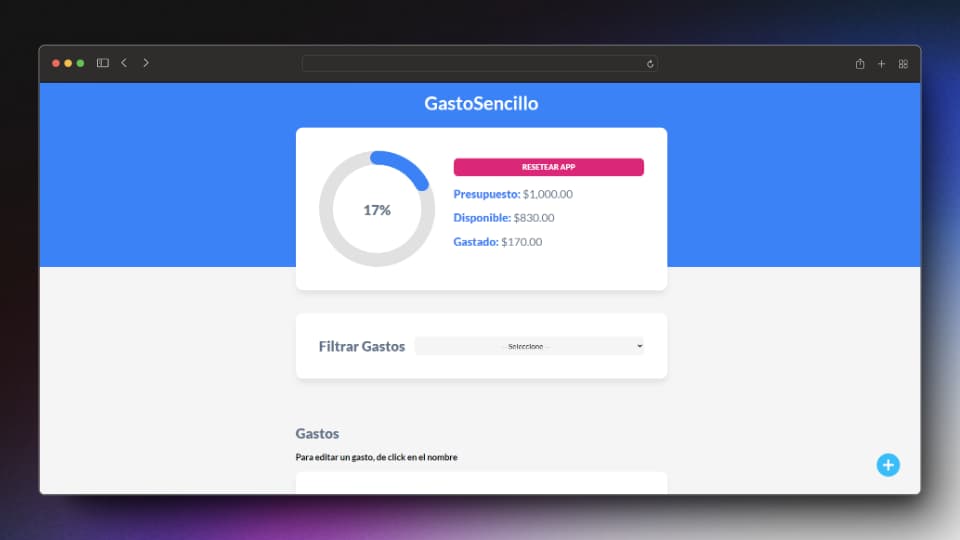 GastoSencillo
17%
RESETEAR APP
Presupuesto: $1,000.00
Disponible: $830.00
Gastado: $170.00
Filtrar Gastos
-- Seleccione --
Gastos
Para editar un gasto, de click en el nombre